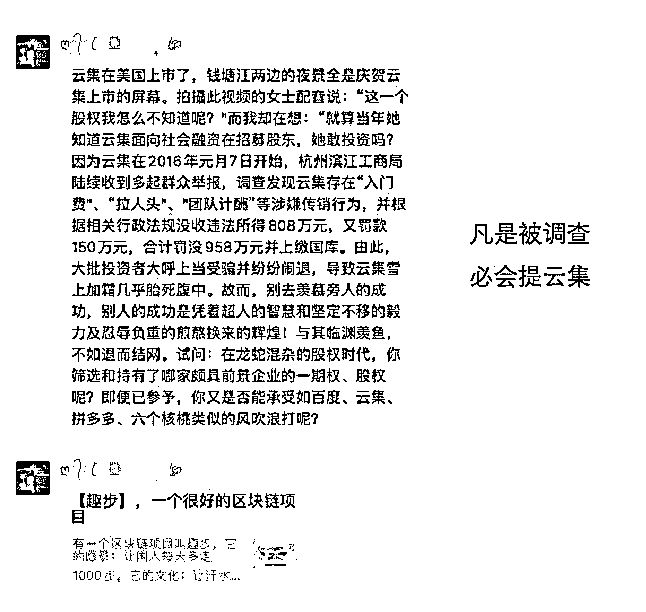 云集在美国上市了，钱塘江两边的夜景全是庆贺云
集上市的屏幕。拍摄此视频的女士配音说：“这一个
股权我怎么不知道呢？"而我却在想：“就算当年她
知道云集面向社会融资在招募股东，她敢投资吗？
因为云集在2016年元月7日开始，杭州滨江工商局
陆续收到多起群众举报，调查发现云集存在“入门
费"、“拉人头"、"团队计酬”等涉嫌传销行为，并根
据相关行政法规没收违法所得808万元，又罚款
150万元，合计罚没958万元并上缴国库。由此，
大批投资者大呼上当受骗并纷纷闹退，导致云集雪
上加霜几乎胎死腹中。故而，别去羡慕旁人的成
功，别人的成功是凭着超人的智慧和坚定不移的毅
力及忍辱负重的煎熬换来的辉煌！与其临渊羡鱼，
不如退而结网。试问：在龙蛇混杂的股权时代，你
筛选和持有了哪家颇具前景企业的一期权、股权
呢？即便已参予，你又是否能承受如百度、云集、
拼多多、六个核桃类似的风吹浪打呢？
凡是被调查
必会提云集
【趣步】，一个很好的区块链项
目
有一个区块链项目叫趣步，它
的愿景：让国人每天多走
1000步，它的文化：让汗水...